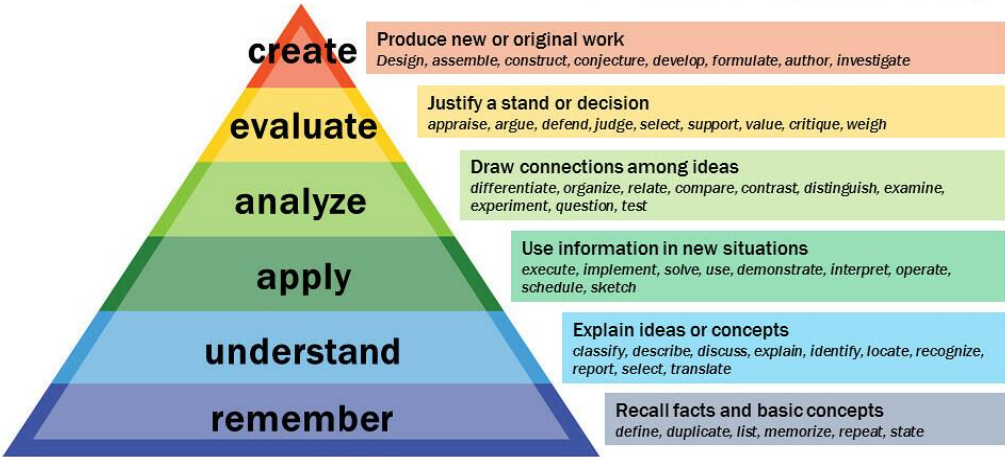 create
Produce new or original work
Design, assemble, construct, conjecture, develop, formulate, author, investigate
evaluate
Justify a stand or decision
appraise, argue, defend, judge, select, support, value, critique, weigh
analyze
Draw connections among ideas
differentiate, organize, relate, compare, contrast, distinguish, examine,
experiment, question, test
apply
Use information in new situations
execute, implement, solve, use, demonstrate, interpret, operate,
schedule, sketch
understand
Explain ideas or concepts
classify, describe, discuss, explain, identify, locate, recognize,
report, select, translate
remember
Recall facts and basic concepts
define, duplicate, list, memorize, repeat, state